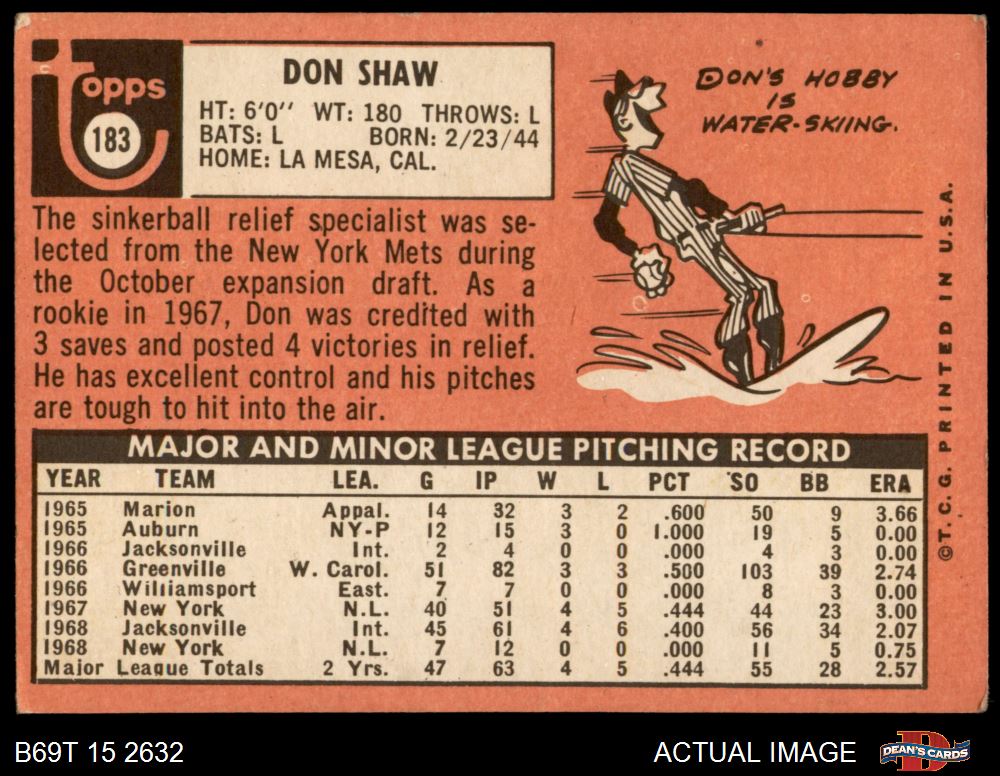 Topps
183
DON SHAW
HT: 6'0'' WT: 180 THROWS: L
BATS: L BORN: 2/23/44
HOME: LA MESA, CAL.
DON'S HOBBY
IS
WATER-SKIING.
The sinkerball relief specialist was se-
lected from the New York Mets during
the October expansion draft. As a
rookie in 1967, Don was credited with
3 saves and posted 4 victories in relief.
He has excellent control and his pitches
are tough to hit into the air.
MAJOR AND MINOR LEAGUE PITCHING RECORD
YEAR TEAM LEA. G IP W L PCT SO BB ERA
1965 Marion Appal. 14 32 3 2 .600 50 9 3.66
1965 Auburn NY-P 12 15 3 0 1.000 19 5 0.00
1966 Jacksonville Int. 2 4 0 0 .000 4 3 0.00
1966 Greenville W. Carol. 51 82 3 3 .500 103 39 2.74
1966 Williamsport East. 7 7 0 0 .000 8 3 0.00
1967 New York N.L. 40 51 4 5 .444 44 23 3.00
1968 Jacksonville Int. 45 61 4 6 .400 56 34 2.07
1968 New York N.L. 7 12 0 0 .000 11 5 0.75
Major League Totals 2 Yrs. 47 63 4 5 .444 55 28 2.57
©T.C.G. PRINTED IN U.S.A.
B69T 15 2632
ACTUAL IMAGE
D
DEAN'S CARDS